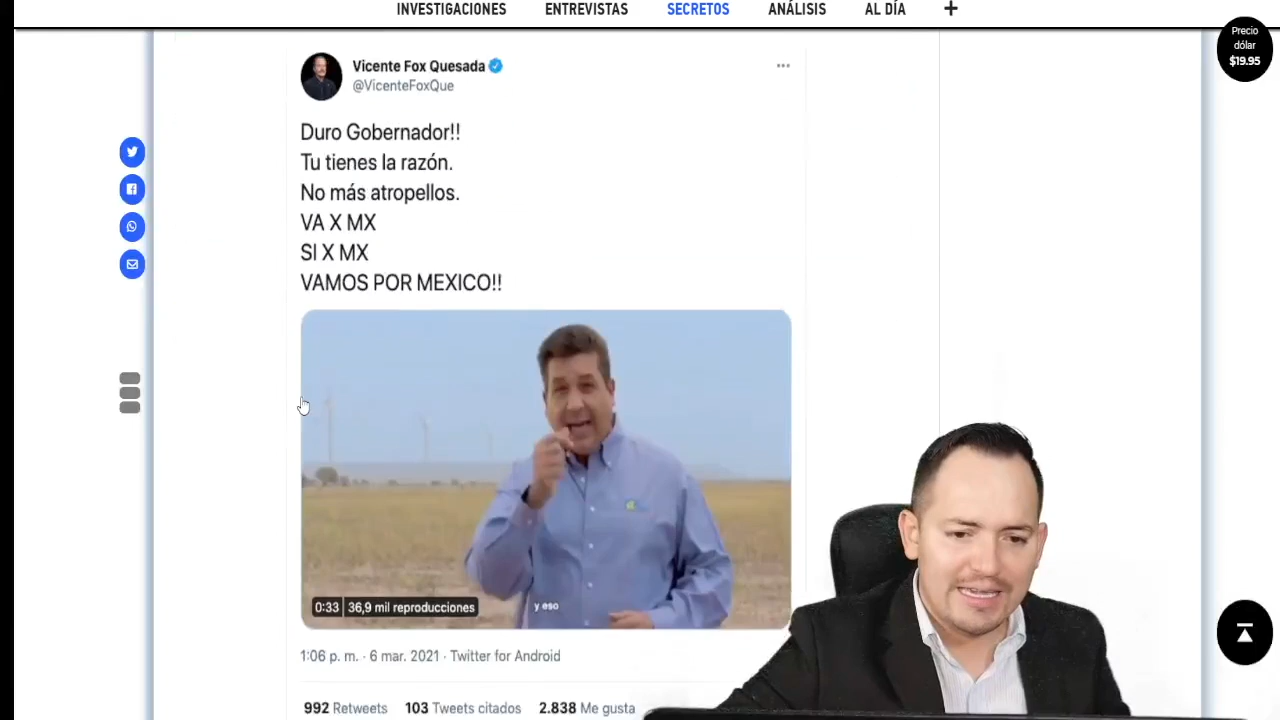 INVESTIGACIONES ENTREVISTAS SECRETOS ANÁLISIS AL DÍA +
Precio
dólar
$19.95
Vicente Fox Quesada
@VicenteFoxQue
Duro Gobernador!!
Tu tienes la razón.
No más atropellos.
VA X MX
SI X MX
VAMOS POR MEXICO!!
0:33 36,9 mil reproducciones
y eso
1:06 p. m. · 6 mar. 2021 · Twitter for Android
992 Retweets 103 Tweets citados 2.838 Me gusta